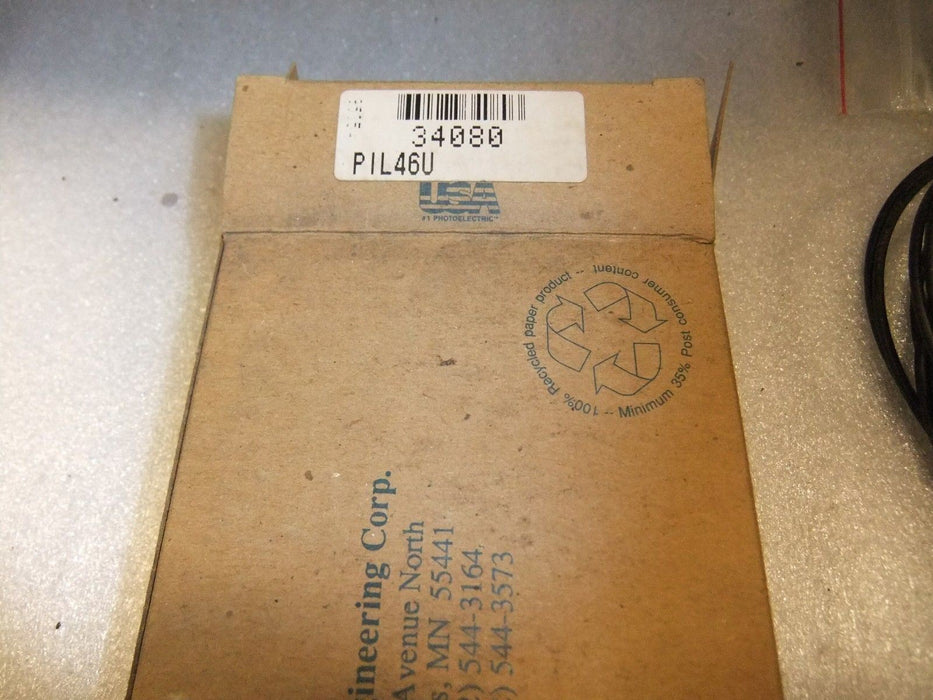 34080
PIL46U
USA
#1 PHOTOELECTRIC™
100% Recycled paper product -- Minimum 35% Post consumer content --
ineering Corp.
Avenue North
s, MN 55441
) 544-3164
) 544-3573